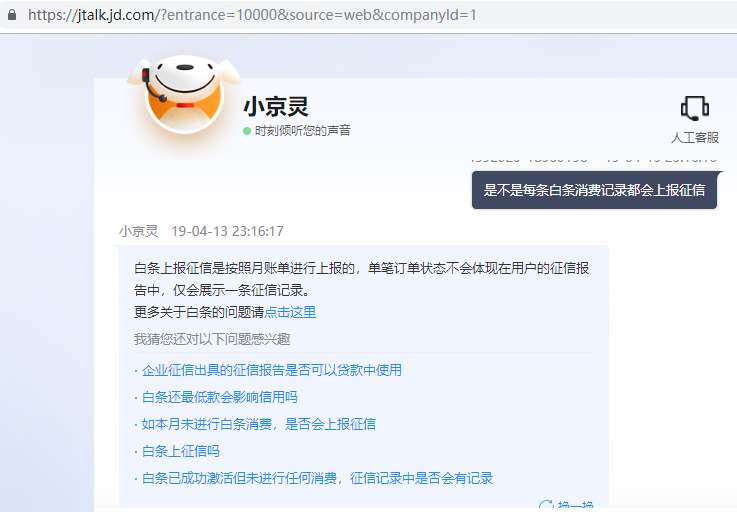 https://jtalk.jd.com/?entrance=10000&source=web&companyId=1
小京灵
时刻倾听您的声音
人工客服
是不是每条白条消费记录都会上报征信
小京灵 19-04-13 23:16:17
白条上报征信是按照月账单进行上报的，单笔订单状态不会体现在用户的征信报
告中，仅会展示一条征信记录。
更多关于白条的问题请点击这里
我猜您还对以下问题感兴趣
· 企业征信出具的征信报告是否可以贷款中使用
· 白条还最低款会影响信用吗
· 如本月未进行白条消费，是否会上报征信
· 白条上征信吗
· 白条已成功激活但未进行任何消费，征信记录中是否会有记录
换一换